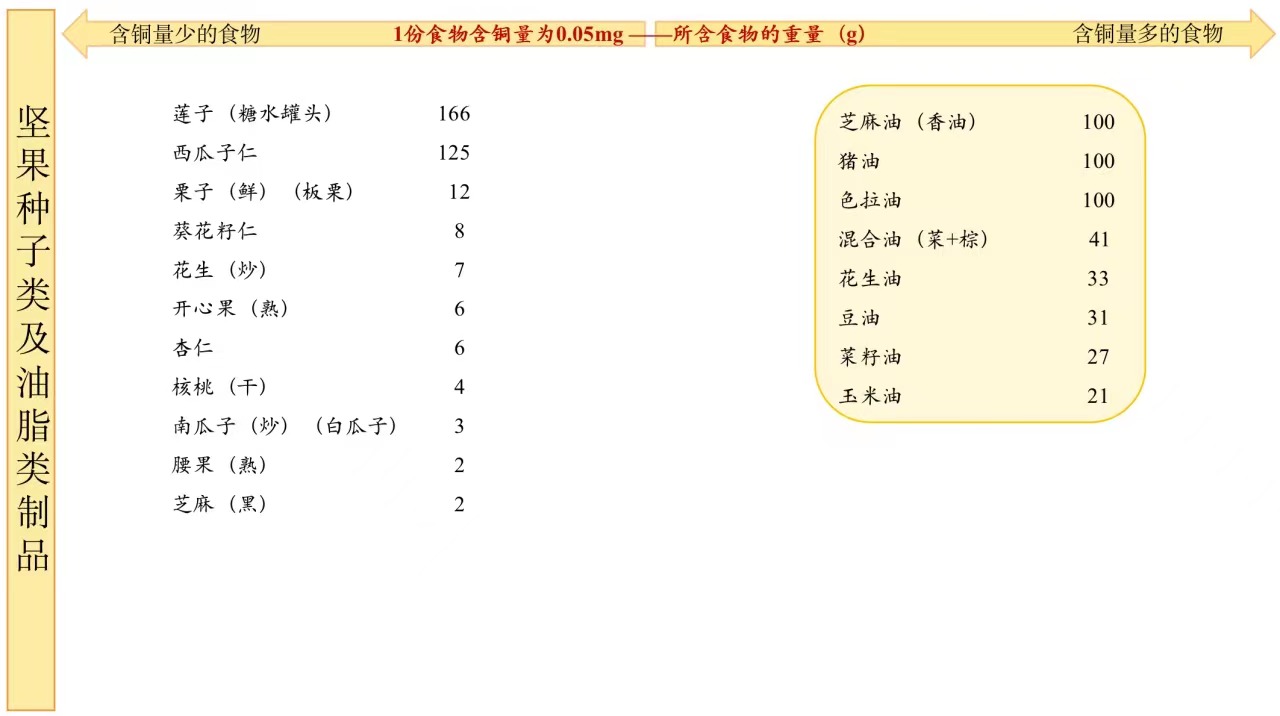 坚果种子类及油脂类制品
含铜量少的食物 1份食物含铜量为0.05mg ——所含食物的重量（g） 含铜量多的食物
莲子（糖水罐头） 166
西瓜子仁 125
栗子（鲜）（板栗） 12
葵花籽仁 8
花生（炒） 7
开心果（熟） 6
杏仁 6
核桃（干） 4
南瓜子（炒）（白瓜子） 3
腰果（熟） 2
芝麻（黑） 2
芝麻油（香油） 100
猪油 100
色拉油 100
混合油（菜+棕） 41
花生油 33
豆油 31
菜籽油 27
玉米油 21